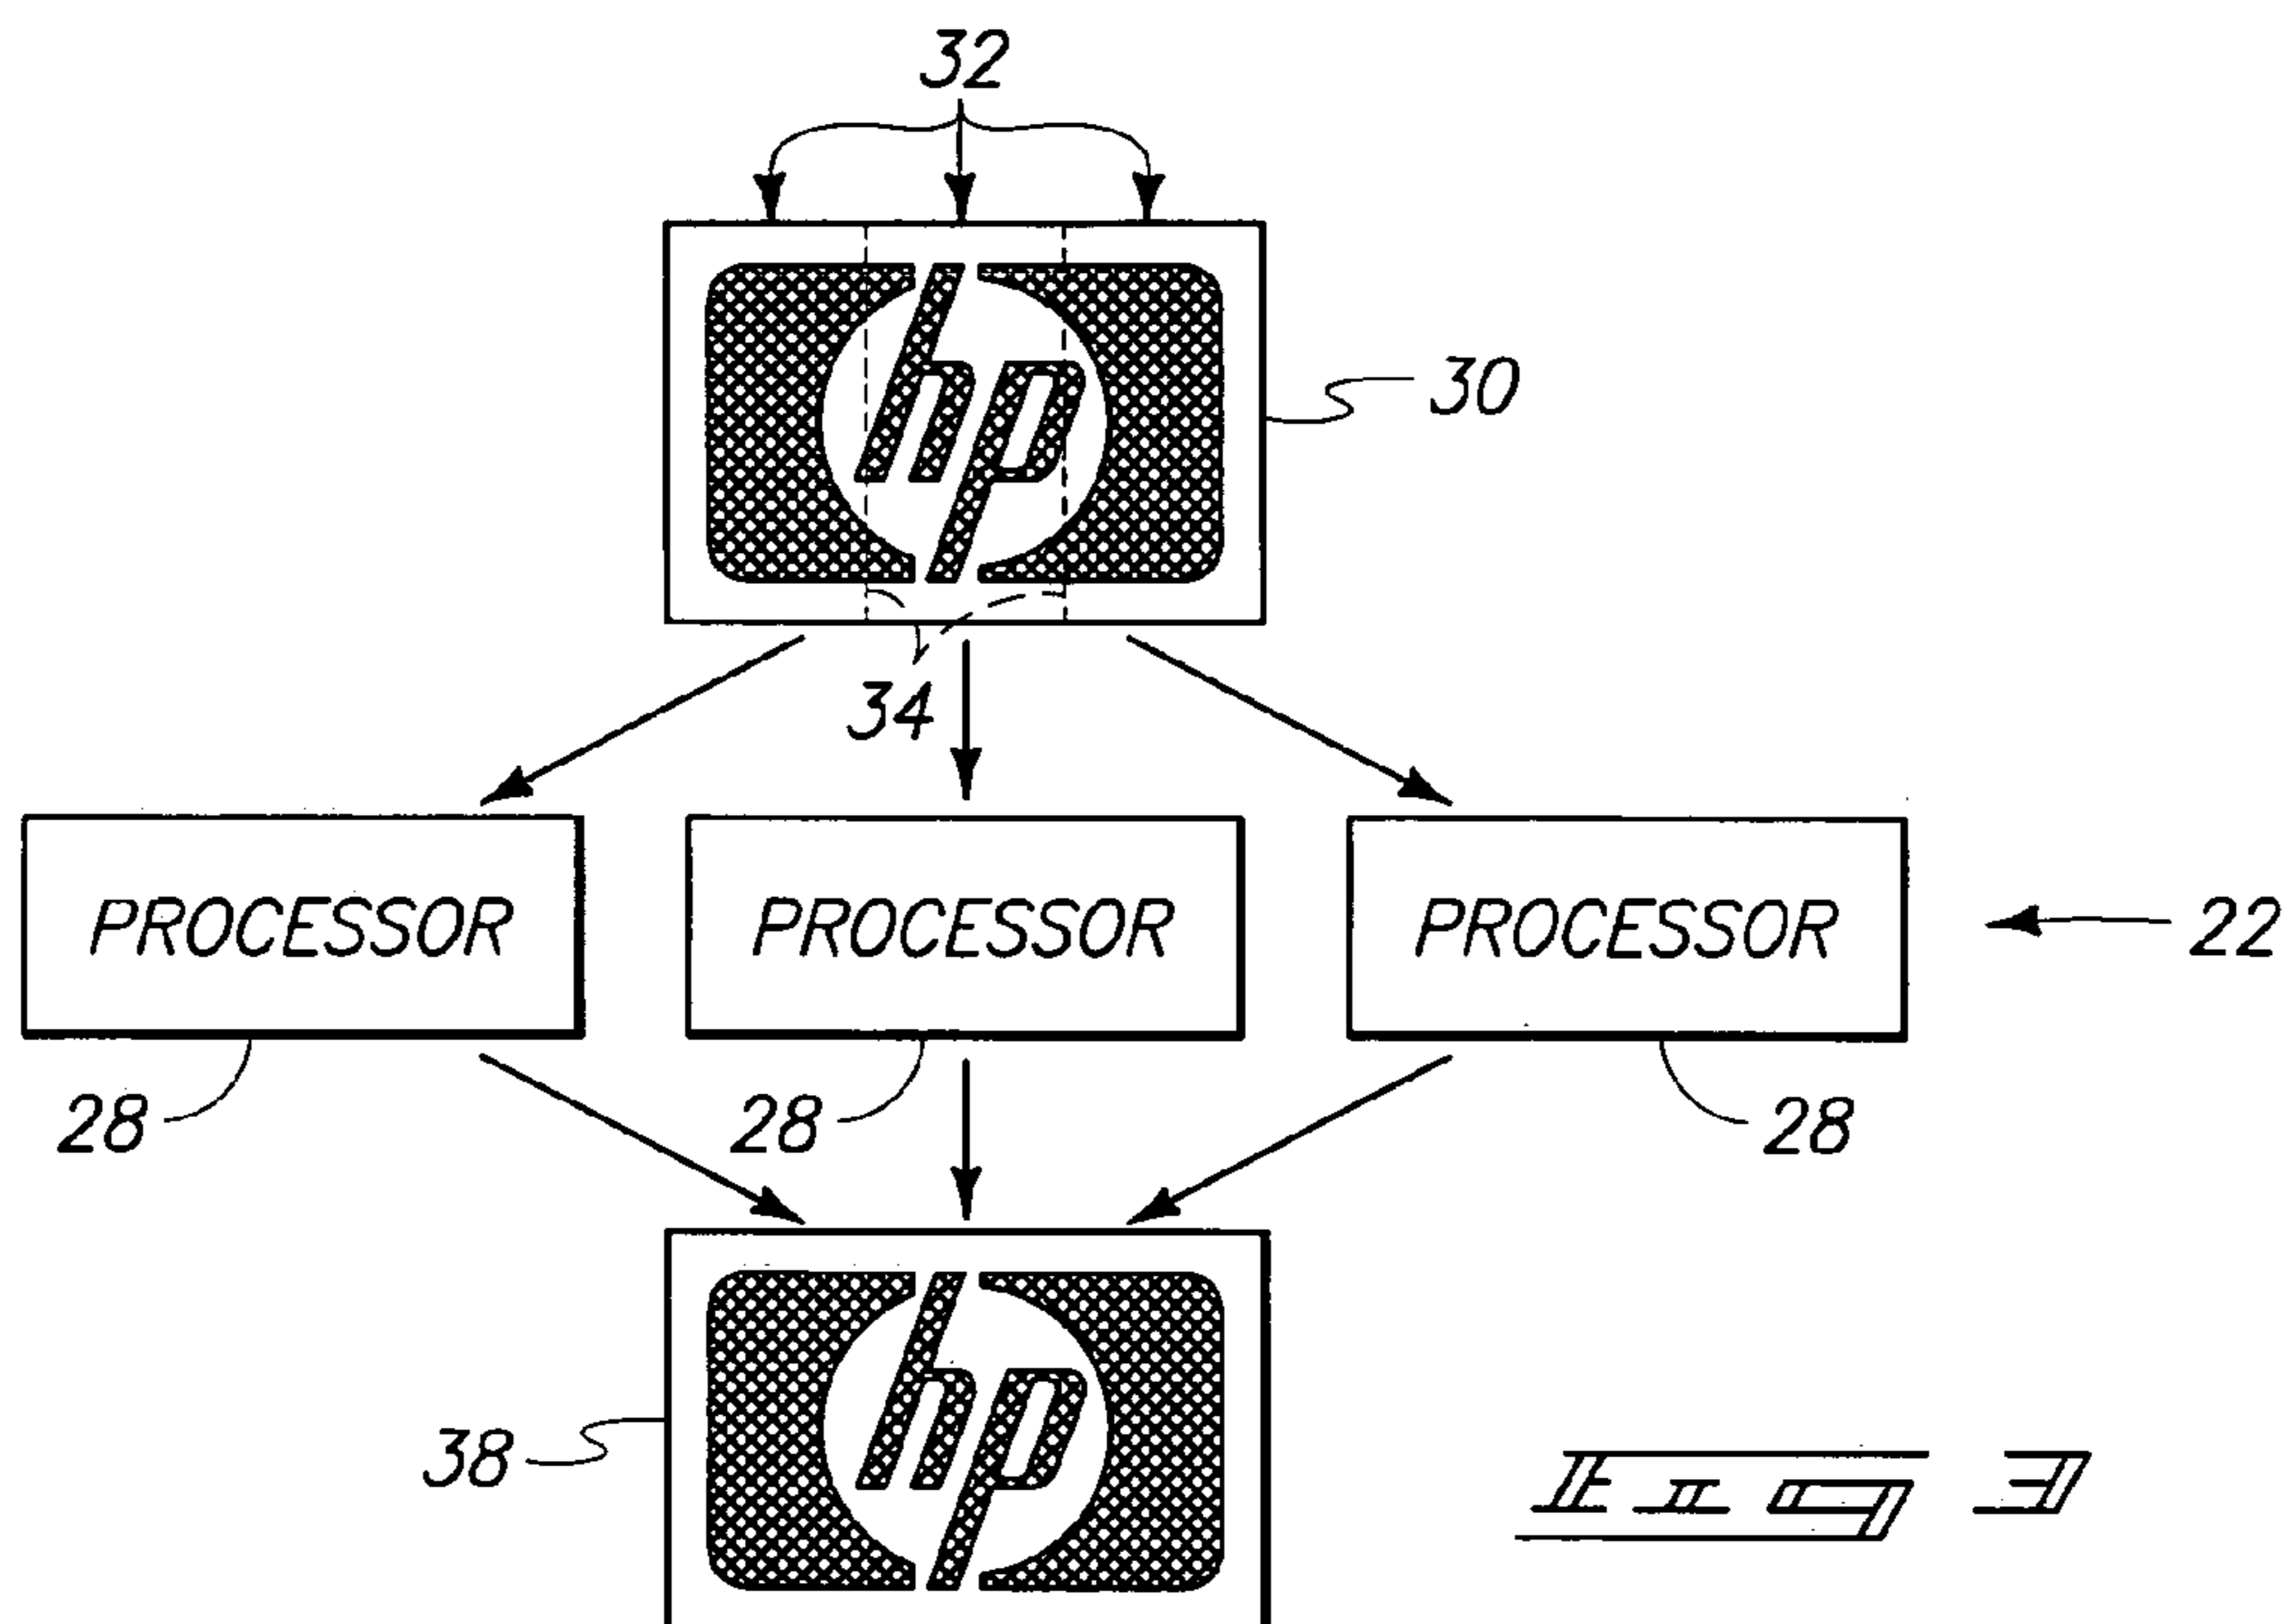 32
hp
30
34
PROCESSOR PROCESSOR PROCESSOR
22
28 28 28
hp
38
Fig 3